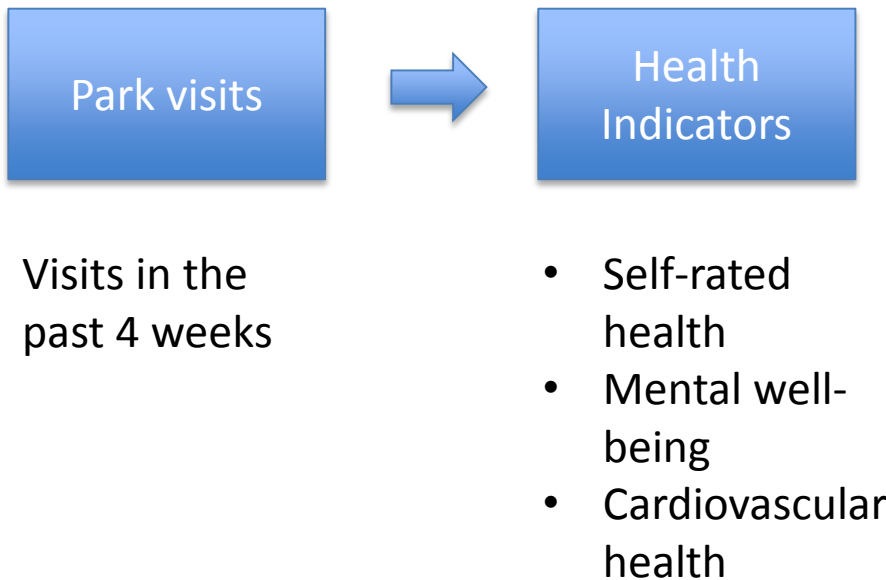 Park visits
Health
Indicators
Visits in the
past 4 weeks
• Self-rated
health
• Mental well-
being
• Cardiovascular
health